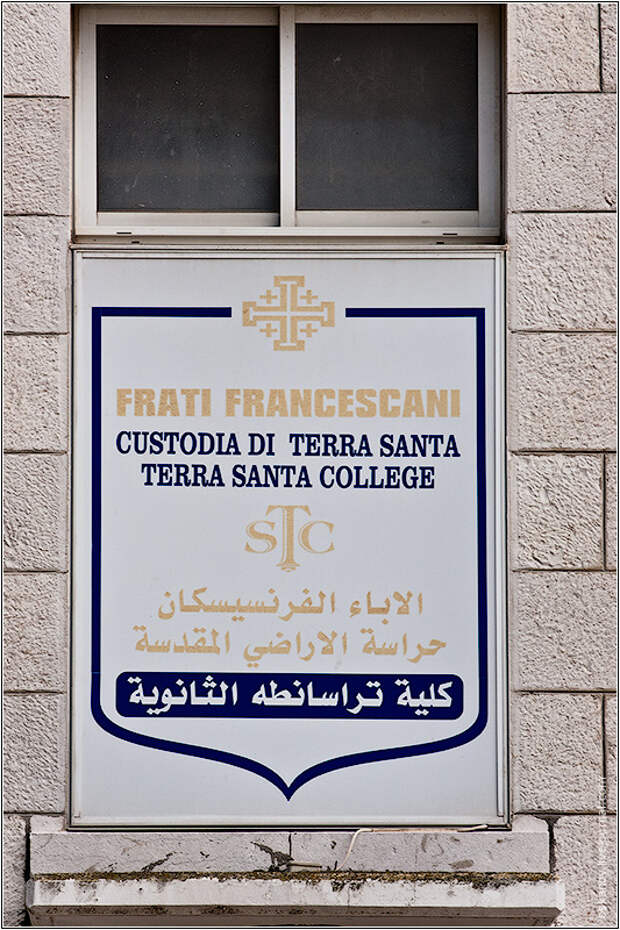 FRATI FRANCESCANI
CUSTODIA DI TERRA SANTA
TERRA SANTA COLLEGE
STC
الاباء الفرنسيسكان
حراسة الاراضي المقدسة
كلية تراسانطه الثانوية